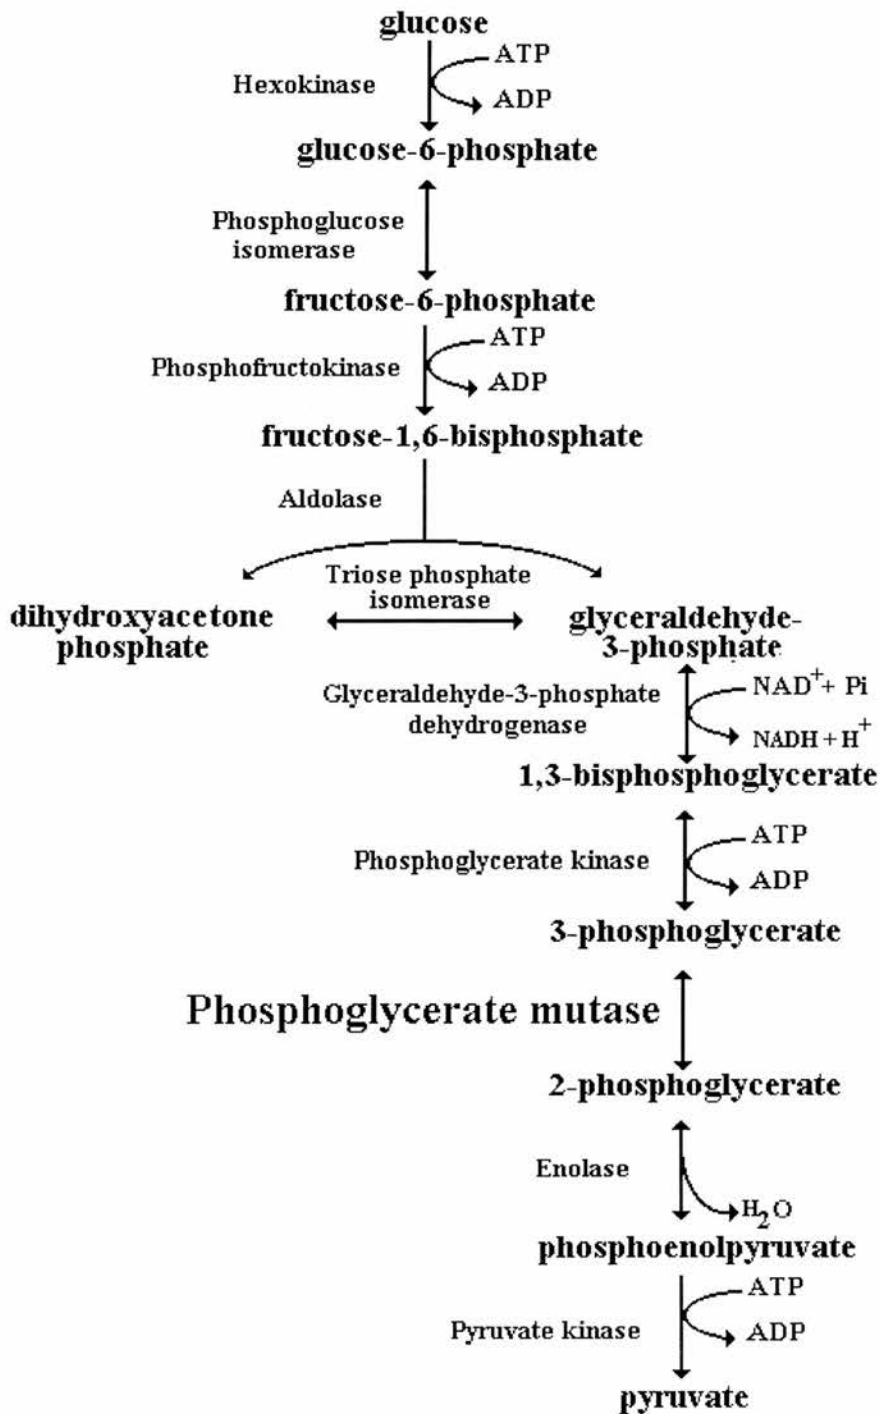 glucose
ATP
Hexokinase
ADP
glucose-6-phosphate
Phosphoglucose
isomerase
fructose-6-phosphate
ATP
Phosphofructokinase
ADP
fructose-1,6-bisphosphate
Aldolase
Triose phosphate
isomerase
dihydroxyacetone
phosphate
glyceraldehyde-
3-phosphate
Glyceraldehyde-3-phosphate
dehydrogenase
NAD⁺+ Pi
NADH + H⁺
1,3-bisphosphoglycerate
ATP
Phosphoglycerate kinase
ADP
3-phosphoglycerate
Phosphoglycerate mutase
2-phosphoglycerate
Enolase
H₂O
phosphoenolpyruvate
ATP
Pyruvate kinase
ADP
pyruvate